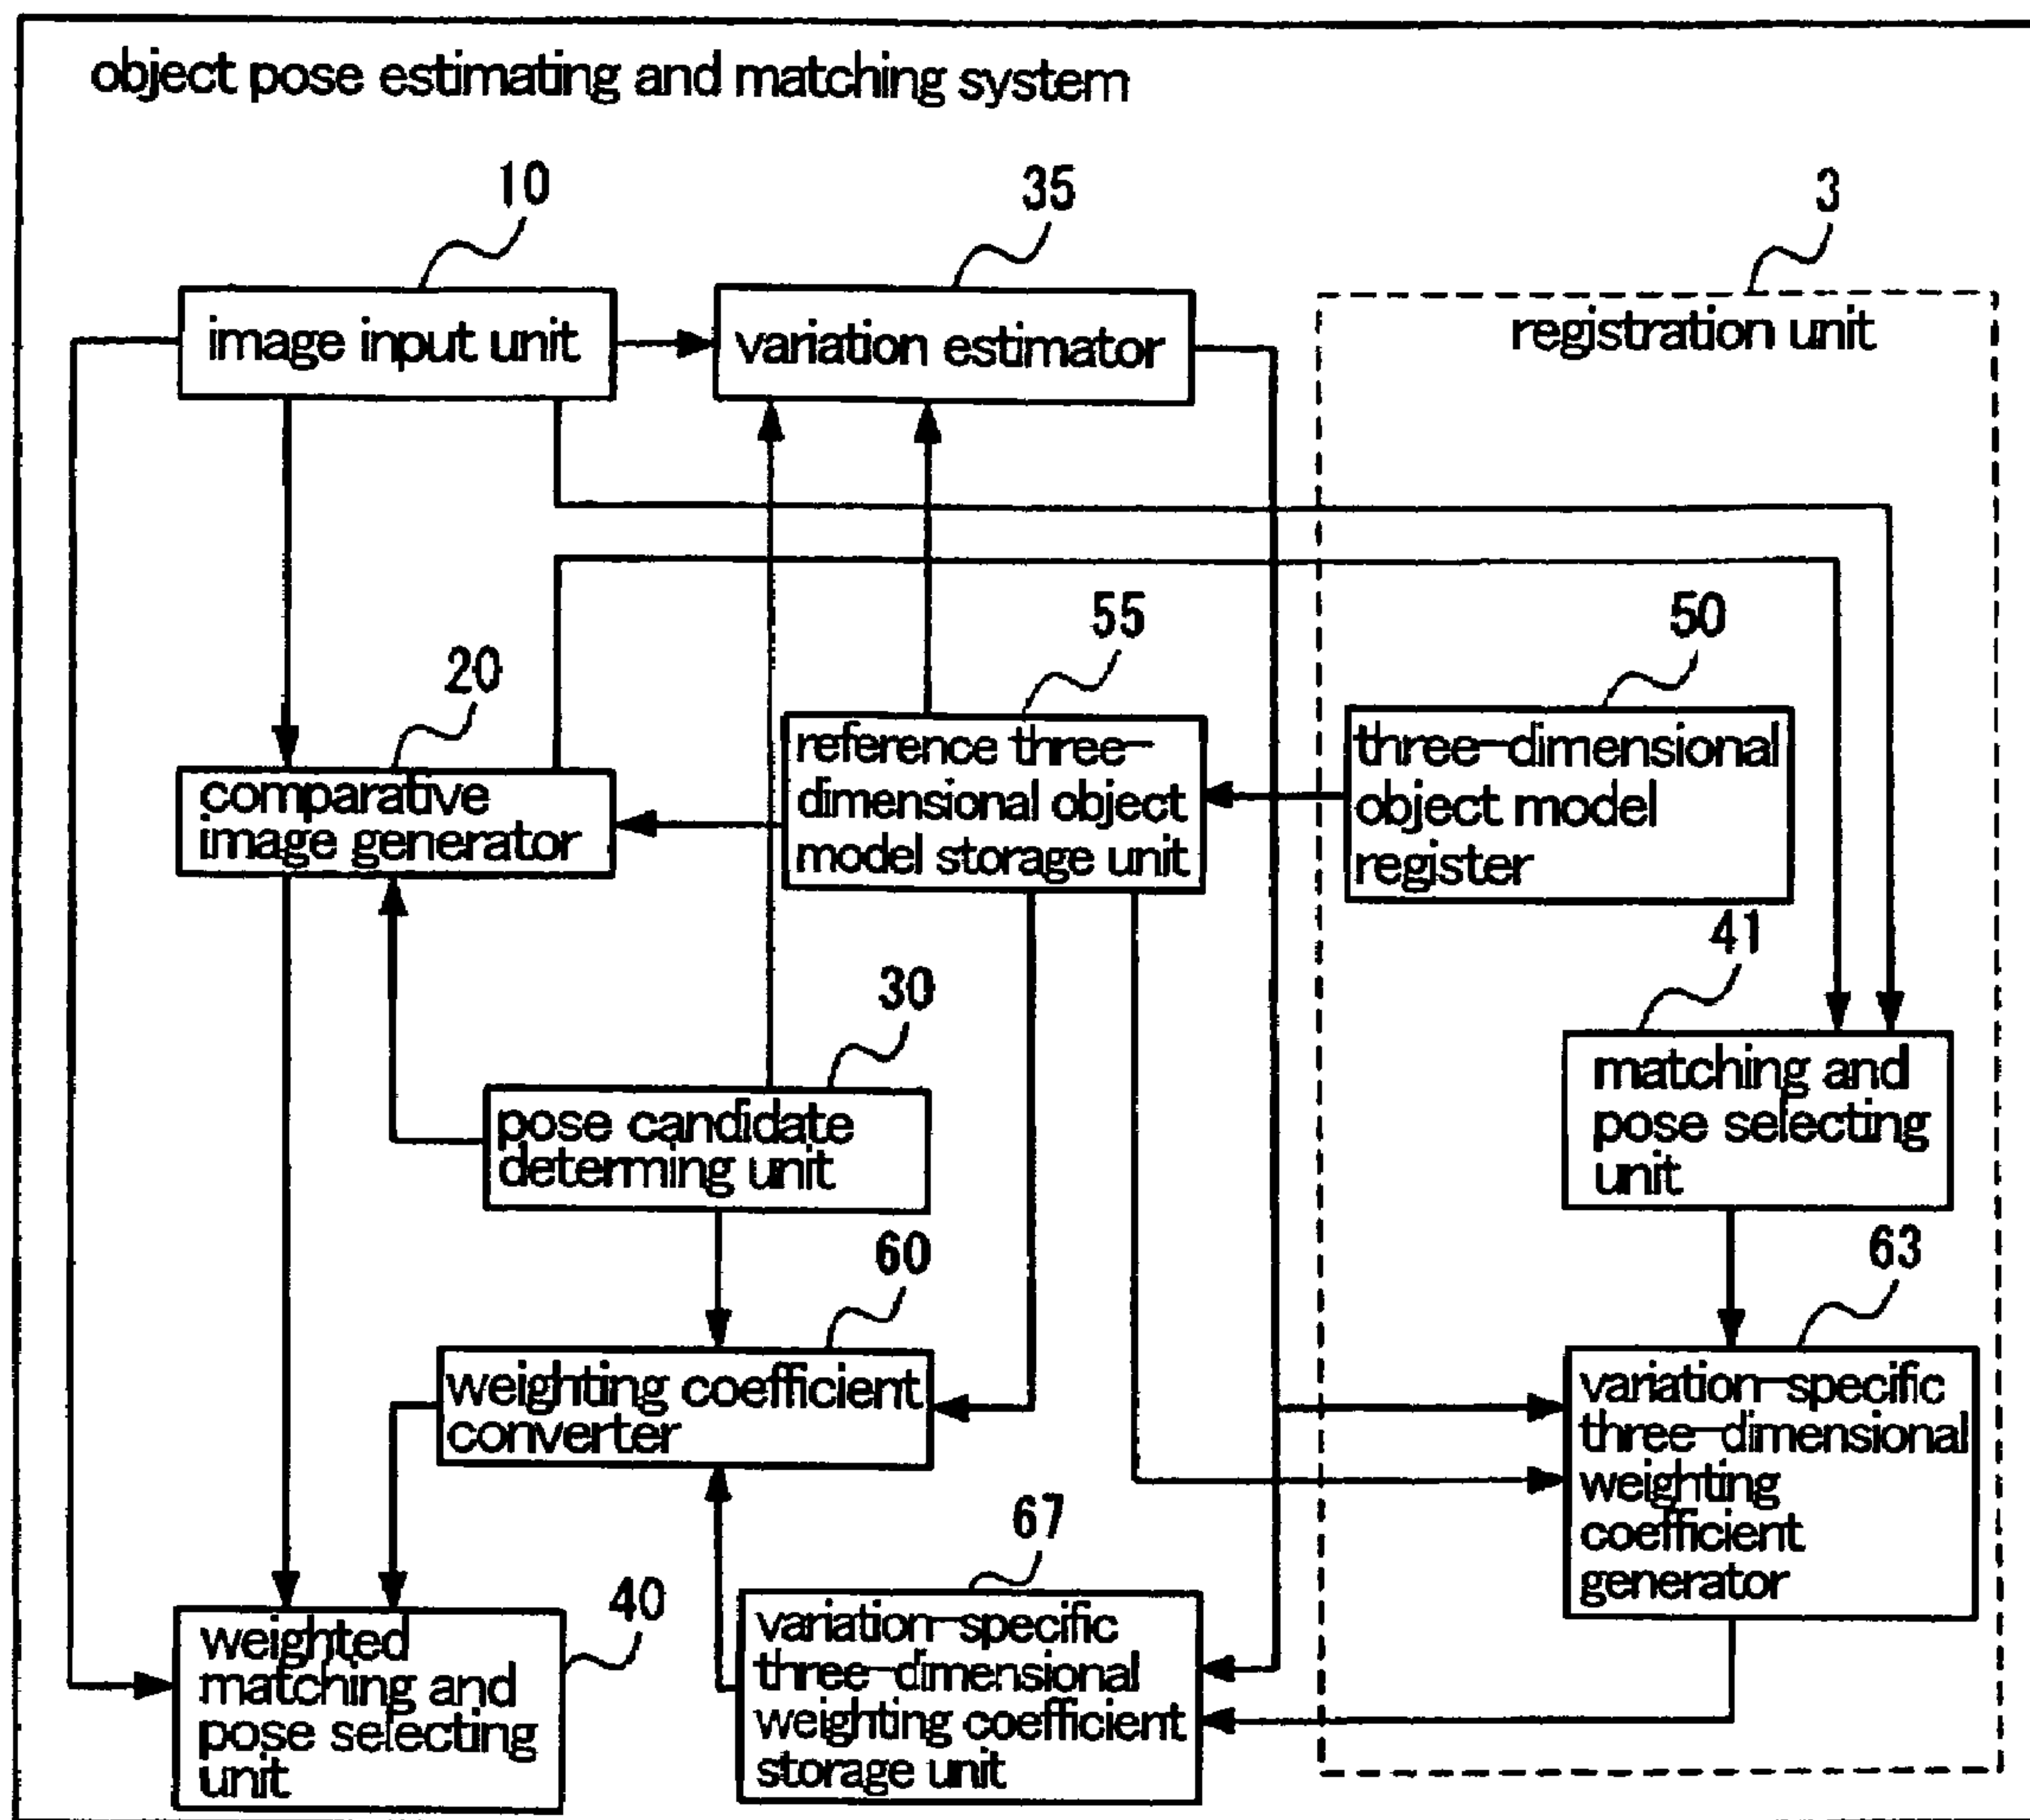 object pose estimating and matching system
10
35
3
image input unit
variation estimator
registration unit
55
50
20
reference three-
dimensional object
model storage unit
three-dimensional
object model
register
comparative
image generator
41
30
matching and
pose selecting
unit
pose candidate
determing unit
60
63
weighting coefficient
converter
variation-specific
three-dimensional
weighting
coefficient
generator
67
40
weighted
matching and
pose selecting
unit
variation-specific
three-dimensional
weighting coefficient
storage unit